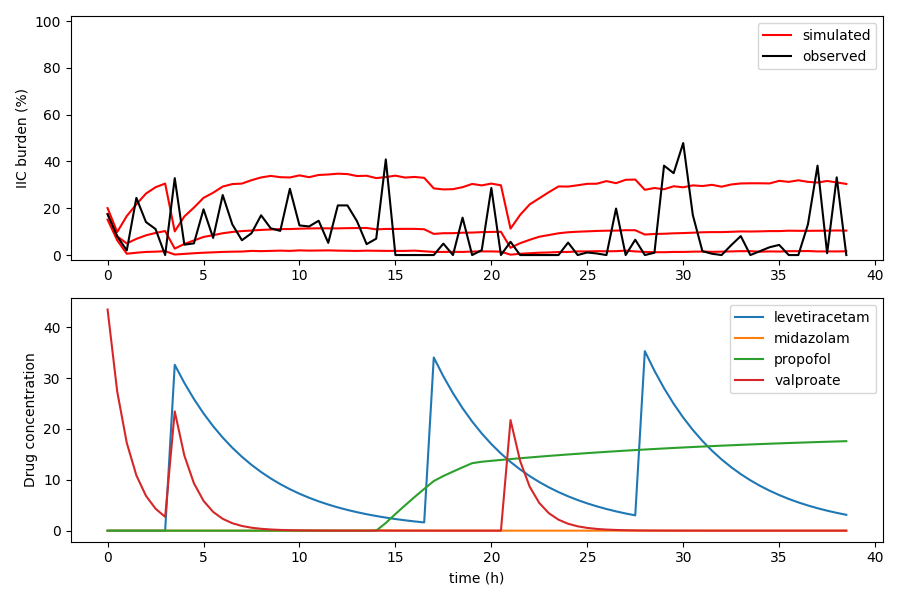 IIC burden (%)
100
80
60
40
20
0
simulated
observed
0 5 10 15 20 25 30 35 40
Drug concentration
40
30
20
10
0
levetiracetam
midazolam
propofol
valproate
0 5 10 15 20 25 30 35 40
time (h)